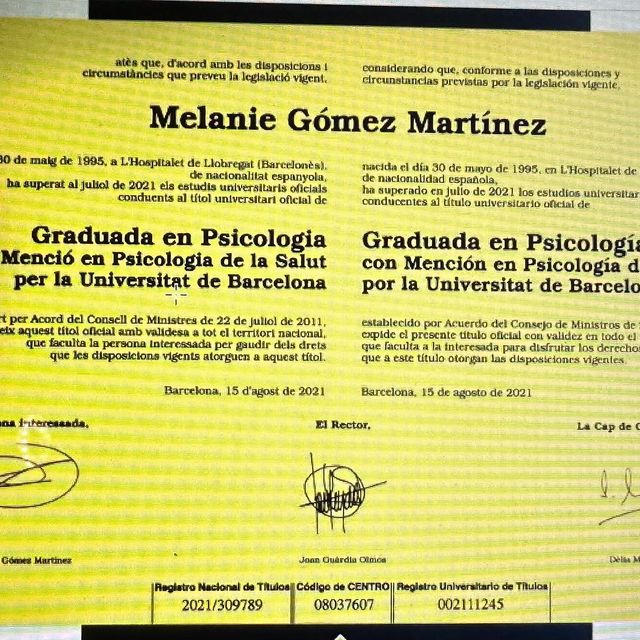 atès que, d'acord amb les disposicions i
circumstàncies que preveu la legislació vigent,
considerando que, conforme a las disposiciones y
circunstancias previstas por la legislación vigente,
Melanie Gómez Martínez
30 de maig de 1995, a L'Hospitalet de Llobregat (Barcelonès),
de nacionalitat espanyola,
ha superat al juliol de 2021 els estudis universitaris oficials
conduents al títol universitari oficial de
nacida el día 30 de mayo de 1995, en L'Hospitalet de
de nacionalidad española,
ha superado en julio de 2021 los estudios universitar
conducentes al título universitario oficial de
Graduada en Psicologia
Menció en Psicologia de la Salut
per la Universitat de Barcelona
Graduada en Psicología
con Mención en Psicología d
por la Universitat de Barcelo
rt per Acord del Consell de Ministres de 22 de juliol de 2011,
eix aquest títol oficial amb validesa a tot el territori nacional,
que faculta la persona interessada per gaudir dels drets
que les disposicions vigents atorguen a aquest títol.
establecido por Acuerdo del Consejo de Ministros de
expide el presente título oficial con validez en todo el
que faculta a la interesada para disfrutar los derechos
que a este título otorgan las disposiciones vigentes.
Barcelona, 15 d'agost de 2021
Barcelona, 15 de agosto de 2021
na interessada,
El Rector,
La Cap de
Gómez Martínez
Joan Guàrdia Olmos
Dèlia M
Registro Nacional de Títulos
Código de CENTRO
Registro Universitario de Títulos
2021/309789
08037607
002111245